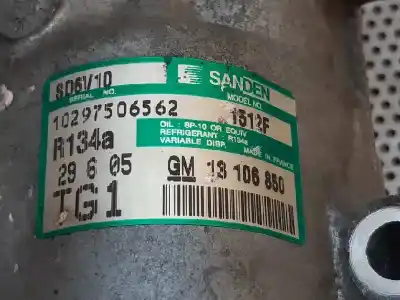 SD6V10 SANDEN
SERIAL NO. MODEL NO.
10297506562 1512F
OIL : SP-10 OR EQUIV
R134a REFRIGERANT : R134a
VARIABLE DISP. MADE IN FRANCE
29 6 05 GM 13 106 850
TG1